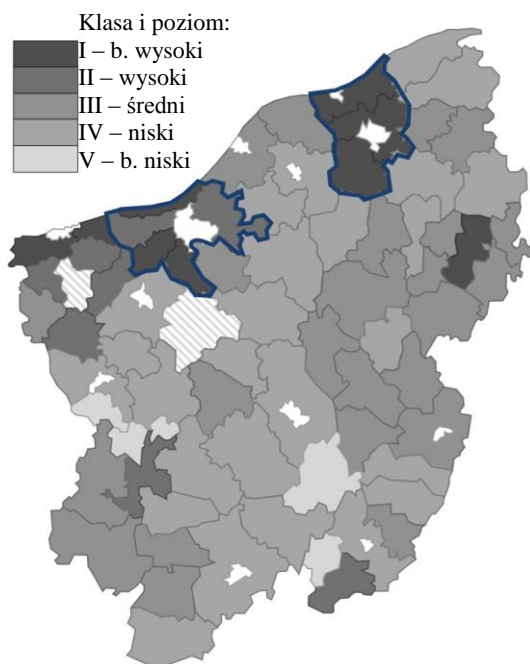 Klasa i poziom:
I – b. wysoki
II – wysoki
III – średni
IV – niski
V – b. niski